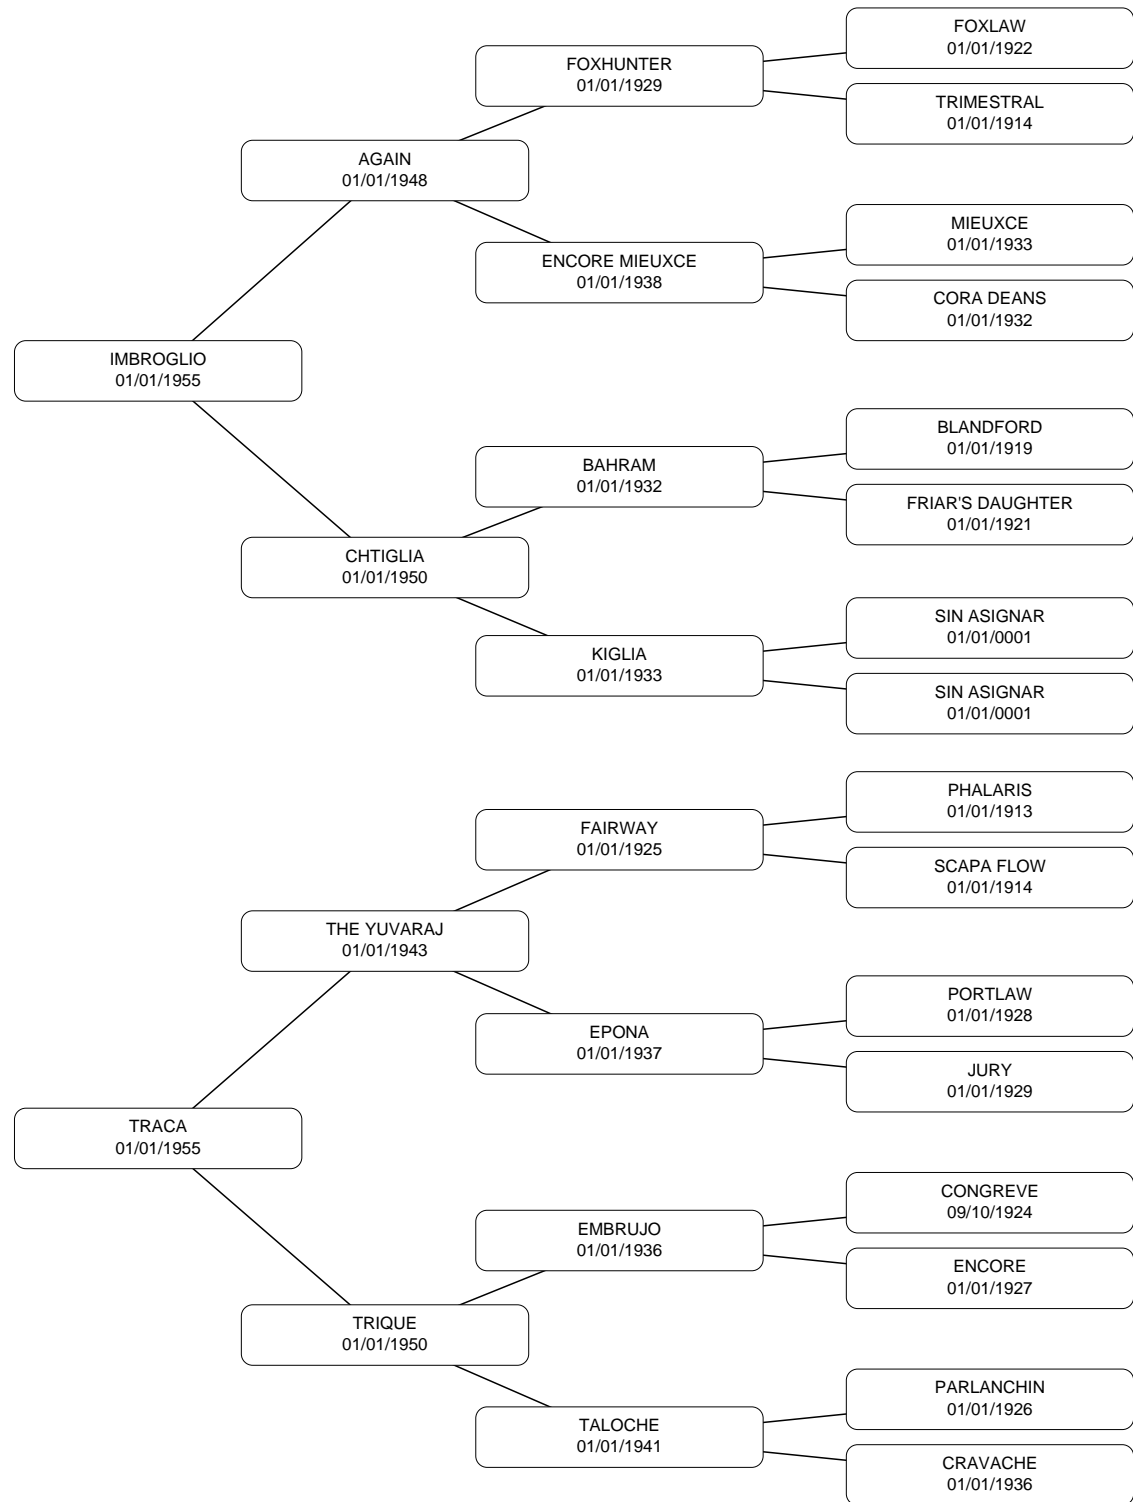 FOXLAW
01/01/1922
FOXHUNTER
01/01/1929
TRIMESTRAL
01/01/1914
AGAIN
01/01/1948
MIEUXCE
01/01/1933
ENCORE MIEUXCE
01/01/1938
CORA DEANS
01/01/1932
IMBROGLIO
01/01/1955
BLANDFORD
01/01/1919
BAHRAM
01/01/1932
FRIAR'S DAUGHTER
01/01/1921
CHTIGLIA
01/01/1950
SIN ASIGNAR
01/01/0001
KIGLIA
01/01/1933
SIN ASIGNAR
01/01/0001
PHALARIS
01/01/1913
FAIRWAY
01/01/1925
SCAPA FLOW
01/01/1914
THE YUVARAJ
01/01/1943
PORTLAW
01/01/1928
EPONA
01/01/1937
JURY
01/01/1929
TRACA
01/01/1955
CONGREVE
09/10/1924
EMBRUJO
01/01/1936
ENCORE
01/01/1927
TRIQUE
01/01/1950
PARLANCHIN
01/01/1926
TALOCHE
01/01/1941
CRAVACHE
01/01/1936